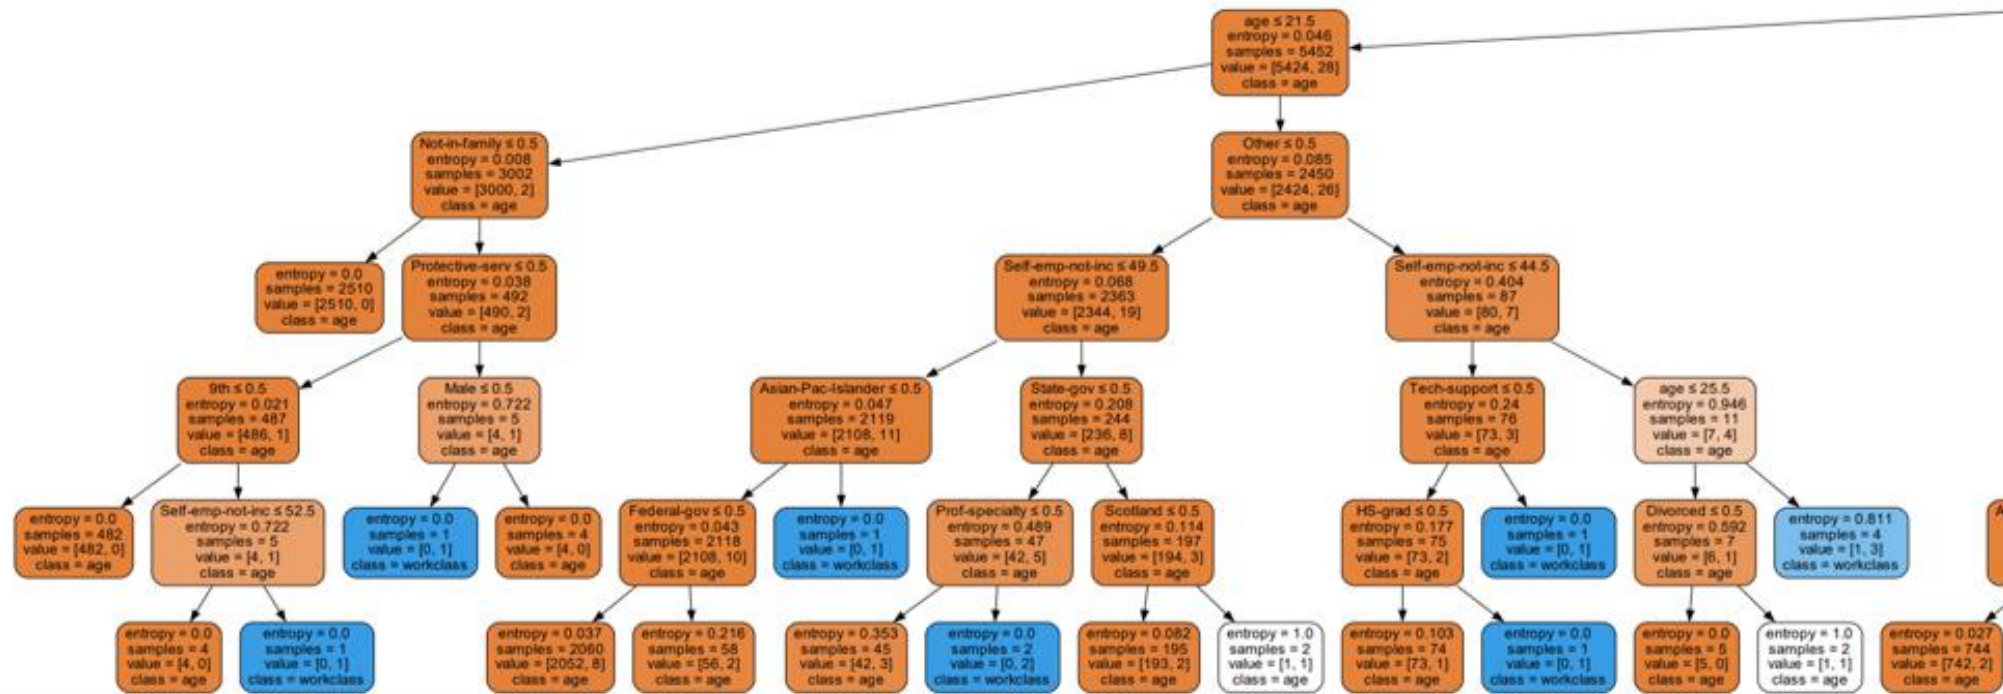 age ≤ 21.5
entropy = 0.046
samples = 5452
value = [5424, 28]
class = age
Not-in-family ≤ 0.5
entropy = 0.008
samples = 3002
value = [3000, 2]
class = age
Other ≤ 0.5
entropy = 0.085
samples = 2450
value = [2424, 26]
class = age
entropy = 0.0
samples = 2510
value = [2510, 0]
class = age
Protective-serv ≤ 0.5
entropy = 0.038
samples = 492
value = [490, 2]
class = age
Self-emp-not-inc ≤ 49.5
entropy = 0.068
samples = 2363
value = [2344, 19]
class = age
Self-emp-not-inc ≤ 44.5
entropy = 0.404
samples = 87
value = [80, 7]
class = age
9th ≤ 0.5
entropy = 0.021
samples = 487
value = [486, 1]
class = age
Male ≤ 0.5
entropy = 0.722
samples = 5
value = [4, 1]
class = age
Asian-Pac-Islander ≤ 0.5
entropy = 0.047
samples = 2119
value = [2108, 11]
class = age
State-gov ≤ 0.5
entropy = 0.208
samples = 244
value = [236, 8]
class = age
Tech-support ≤ 0.5
entropy = 0.24
samples = 76
value = [73, 3]
class = age
age ≤ 25.5
entropy = 0.946
samples = 11
value = [7, 4]
class = age
entropy = 0.0
samples = 482
value = [482, 0]
class = age
Self-emp-not-inc ≤ 52.5
entropy = 0.722
samples = 5
value = [4, 1]
class = age
entropy = 0.0
samples = 1
value = [0, 1]
class = workclass
entropy = 0.0
samples = 4
value = [4, 0]
class = age
Federal-gov ≤ 0.5
entropy = 0.043
samples = 2118
value = [2108, 10]
class = age
entropy = 0.0
samples = 1
value = [0, 1]
class = workclass
Prof-specialty ≤ 0.5
entropy = 0.489
samples = 47
value = [42, 5]
class = age
Scotland ≤ 0.5
entropy = 0.114
samples = 197
value = [194, 3]
class = age
HS-grad ≤ 0.5
entropy = 0.177
samples = 75
value = [73, 2]
class = age
entropy = 0.0
samples = 1
value = [0, 1]
class = workclass
Divorced ≤ 0.5
entropy = 0.592
samples = 7
value = [6, 1]
class = age
entropy = 0.811
samples = 4
value = [1, 3]
class = workclass
A
entropy = 0.0
samples = 4
value = [4, 0]
class = age
entropy = 0.0
samples = 1
value = [0, 1]
class = workclass
entropy = 0.037
samples = 2060
value = [2052, 8]
class = age
entropy = 0.216
samples = 58
value = [56, 2]
class = age
entropy = 0.353
samples = 45
value = [42, 3]
class = age
entropy = 0.0
samples = 2
value = [0, 2]
class = workclass
entropy = 0.082
samples = 195
value = [193, 2]
class = age
entropy = 1.0
samples = 2
value = [1, 1]
class = age
entropy = 0.103
samples = 74
value = [73, 1]
class = age
entropy = 0.0
samples = 1
value = [0, 1]
class = workclass
entropy = 0.0
samples = 5
value = [5, 0]
class = age
entropy = 1.0
samples = 2
value = [1, 1]
class = age
entropy = 0.027
samples = 744
value = [742, 2]
class = age